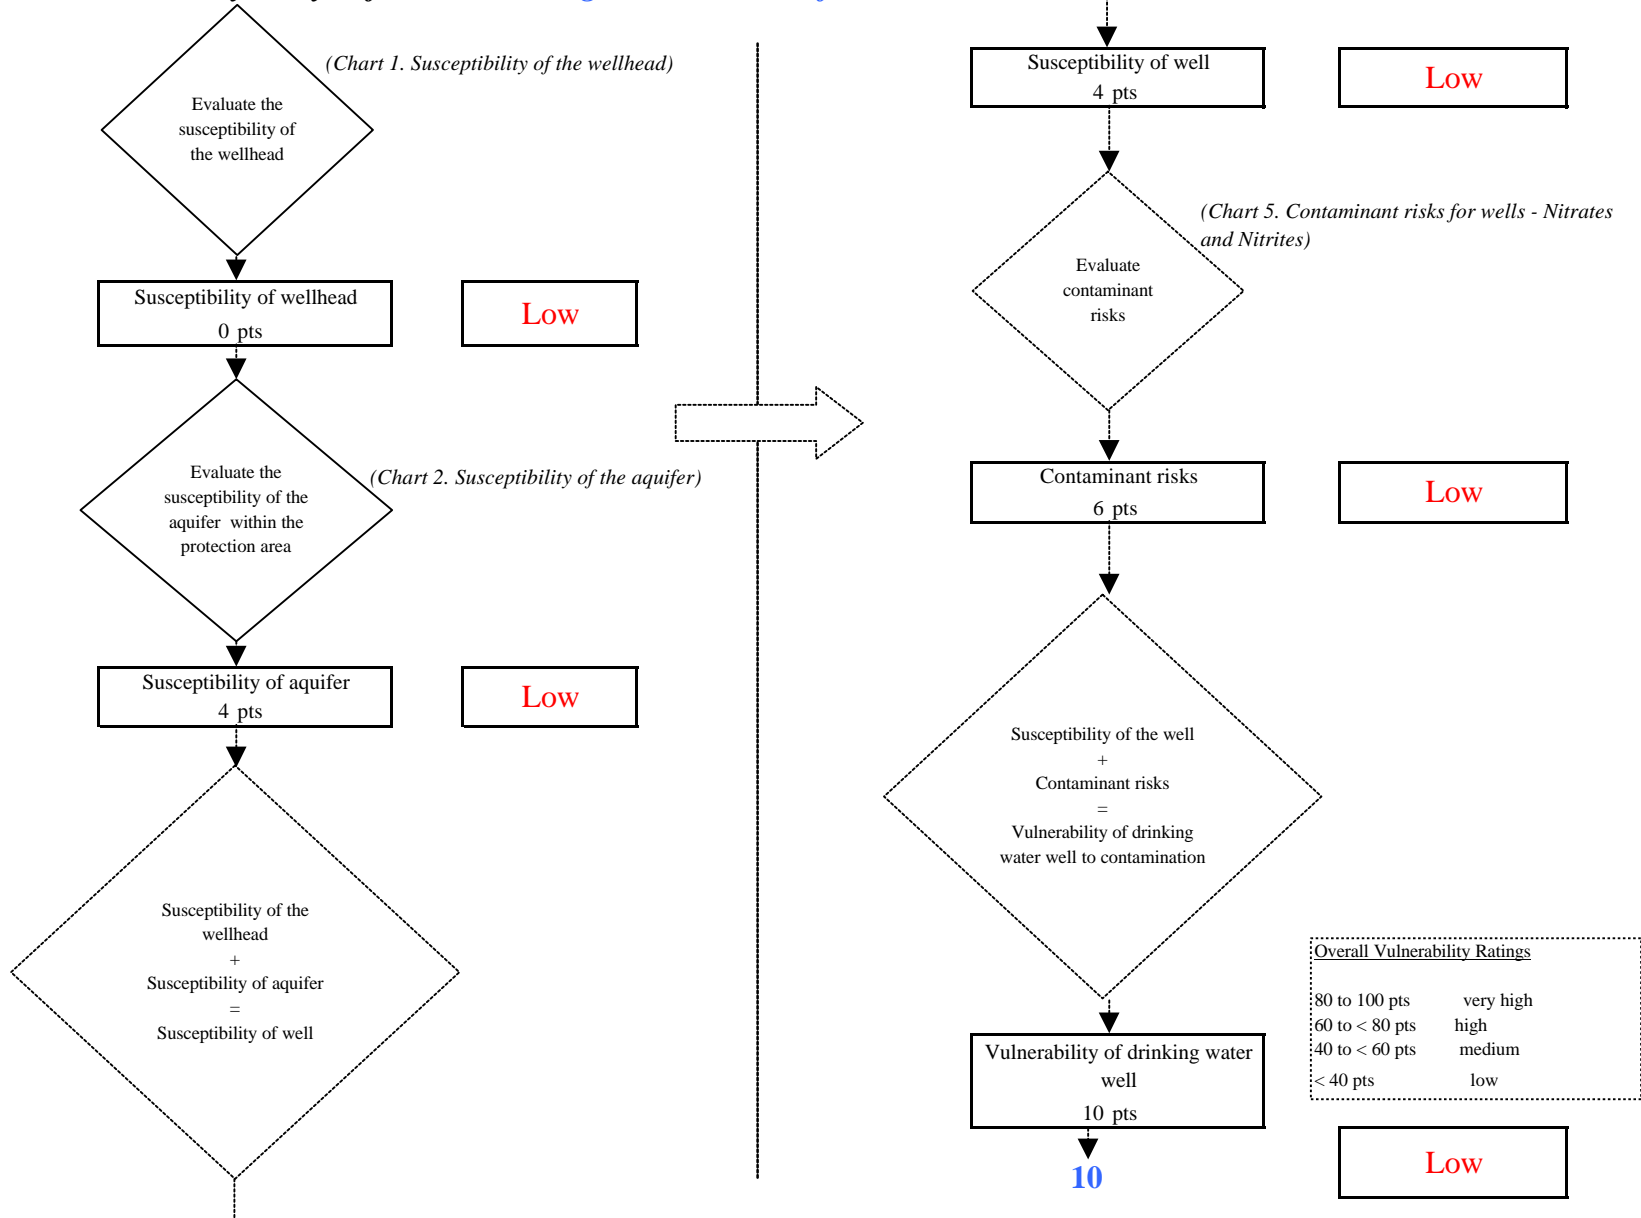 (Chart 1. Susceptibility of the wellhead)
Evaluate the
susceptibility of
the wellhead
Susceptibility of wellhead
0 pts
Low
Evaluate the
susceptibility of the
aquifer within the
protection area
(Chart 2. Susceptibility of the aquifer)
Susceptibility of aquifer
4 pts
Low
Susceptibility of the
wellhead
+
Susceptibility of aquifer
=
Susceptibility of well
Susceptibility of well
4 pts
Low
(Chart 5. Contaminant risks for wells - Nitrates
and Nitrites)
Evaluate
contaminant
risks
Contaminant risks
6 pts
Low
Susceptibility of the well
+
Contaminant risks
=
Vulnerability of drinking
water well to contamination
Overall Vulnerability Ratings
80 to 100 pts very high
60 to < 80 pts high
40 to < 60 pts medium
< 40 pts low
Vulnerability of drinking water
well
10 pts
10
Low